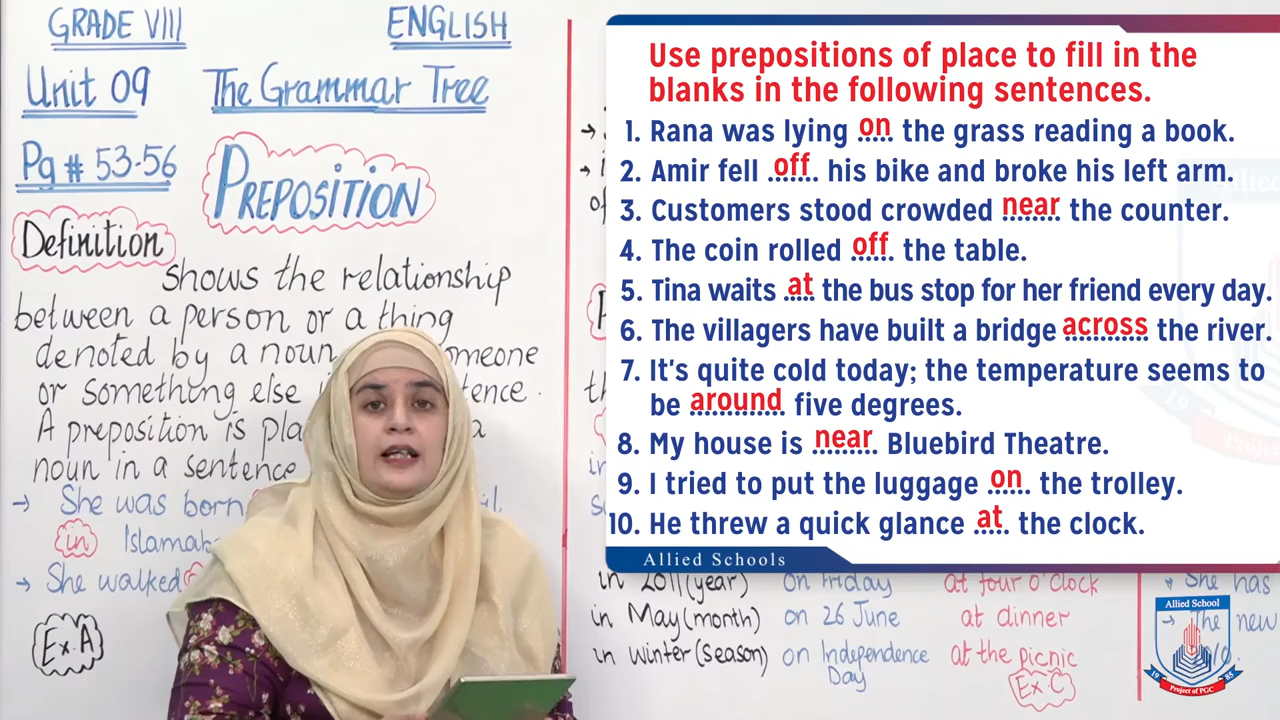 GRADE VIII
ENGLISH
Unit 09
The Grammar Tree
Pg # 53-56
PREPOSITION
Definition
shows the relationship
between a person or a thing
denoted by a noun
or something else
A preposition is
a
noun in a sentence
→ She was born
in
→ She walked
Ex. A
Use prepositions of place to fill in the
blanks in the following sentences.
1. Rana was lying on the grass reading a book.
2. Amir fell off his bike and broke his left arm.
3. Customers stood crowded near the counter.
4. The coin rolled off the table.
5. Tina waits at the bus stop for her friend every day.
6. The villagers have built a bridge across the river.
7. It's quite cold today; the temperature seems to
be around five degrees.
8. My house is near Bluebird Theatre.
9. I tried to put the luggage on the trolley.
10. He threw a quick glance at the clock.
Allied Schools
in 2011 (year) on Friday at four o'clock
in May (month) on 26 June at dinner
in winter (season) on Independence at the picnic
Day
Ex. C
She has
→ The new
Allied School
19 85
Project of PGC